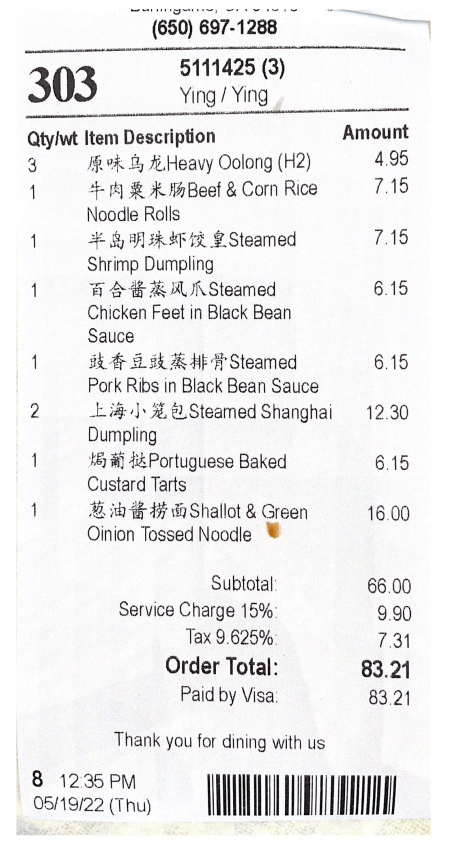 (650) 697-1288
303
5111425 (3)
Ying / Ying
Qty/wt Item Description Amount
3 原味乌龙Heavy Oolong (H2) 4.95
1 牛肉粟米肠Beef & Corn Rice 7.15
Noodle Rolls
1 半岛明珠虾饺皇Steamed 7.15
Shrimp Dumpling
1 百合酱蒸凤爪Steamed 6.15
Chicken Feet in Black Bean
Sauce
1 豉香豆豉蒸排骨Steamed 6.15
Pork Ribs in Black Bean Sauce
2 上海小笼包Steamed Shanghai 12.30
Dumpling
1 焗葡挞Portuguese Baked 6.15
Custard Tarts
1 葱油酱捞面Shallot & Green 16.00
Oinion Tossed Noodle
Subtotal: 66.00
Service Charge 15%: 9.90
Tax 9.625%: 7.31
Order Total: 83.21
Paid by Visa: 83.21
Thank you for dining with us
8 12:35 PM
05/19/22 (Thu)